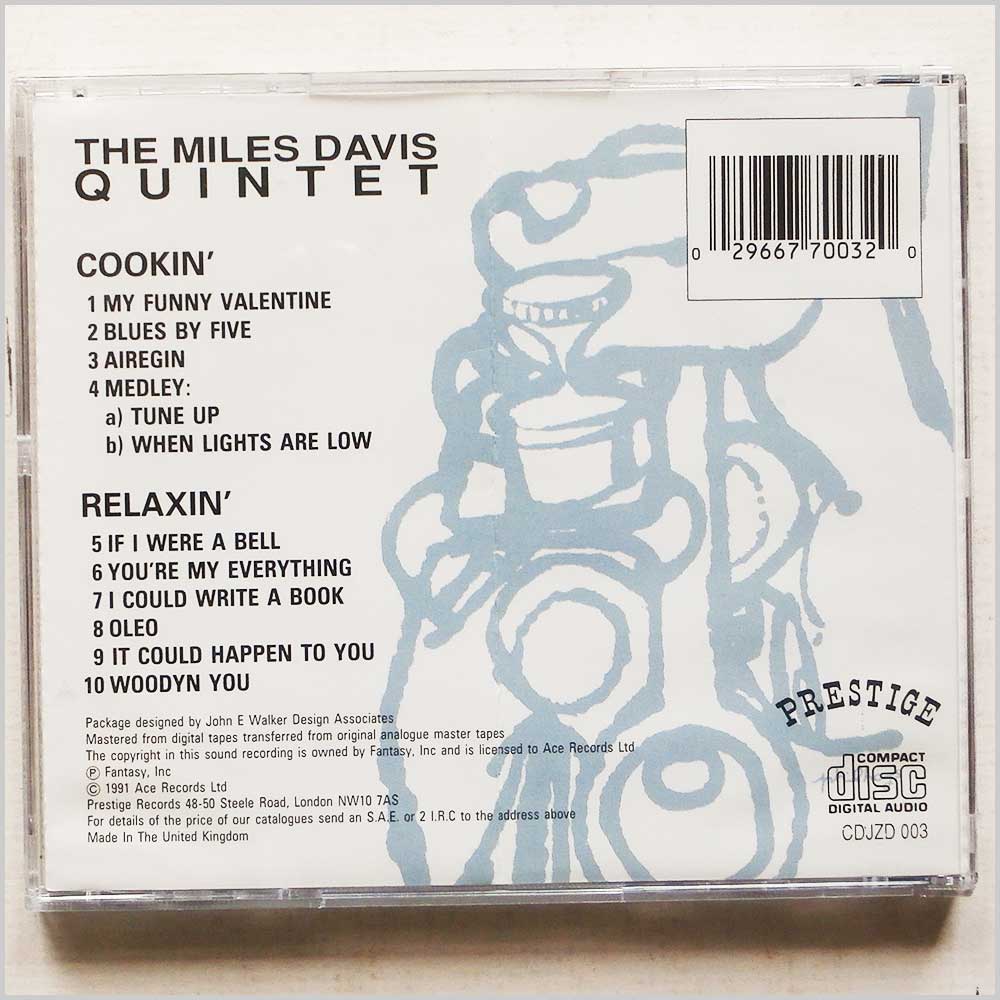 THE MILES DAVIS
QUINTET
COOKIN'
1 MY FUNNY VALENTINE
2 BLUES BY FIVE
3 AIREGIN
4 MEDLEY:
a) TUNE UP
b) WHEN LIGHTS ARE LOW
RELAXIN'
5 IF I WERE A BELL
6 YOU'RE MY EVERYTHING
7 I COULD WRITE A BOOK
8 OLEO
9 IT COULD HAPPEN TO YOU
10 WOODYN YOU
Package designed by John E Walker Design Associates
Mastered from digital tapes transferred from original analogue master tapes
The copyright in this sound recording is owned by Fantasy, Inc and is licensed to Ace Records Ltd
℗ Fantasy, Inc
© 1991 Ace Records Ltd
Prestige Records 48-50 Steele Road, London NW10 7AS
For details of the price of our catalogues send an S.A.E. or 2 I.R.C to the address above
Made In The United Kingdom
0 29667 70032 0
PRESTIGE
COMPACT
disc
DIGITAL AUDIO
CDJZD 003